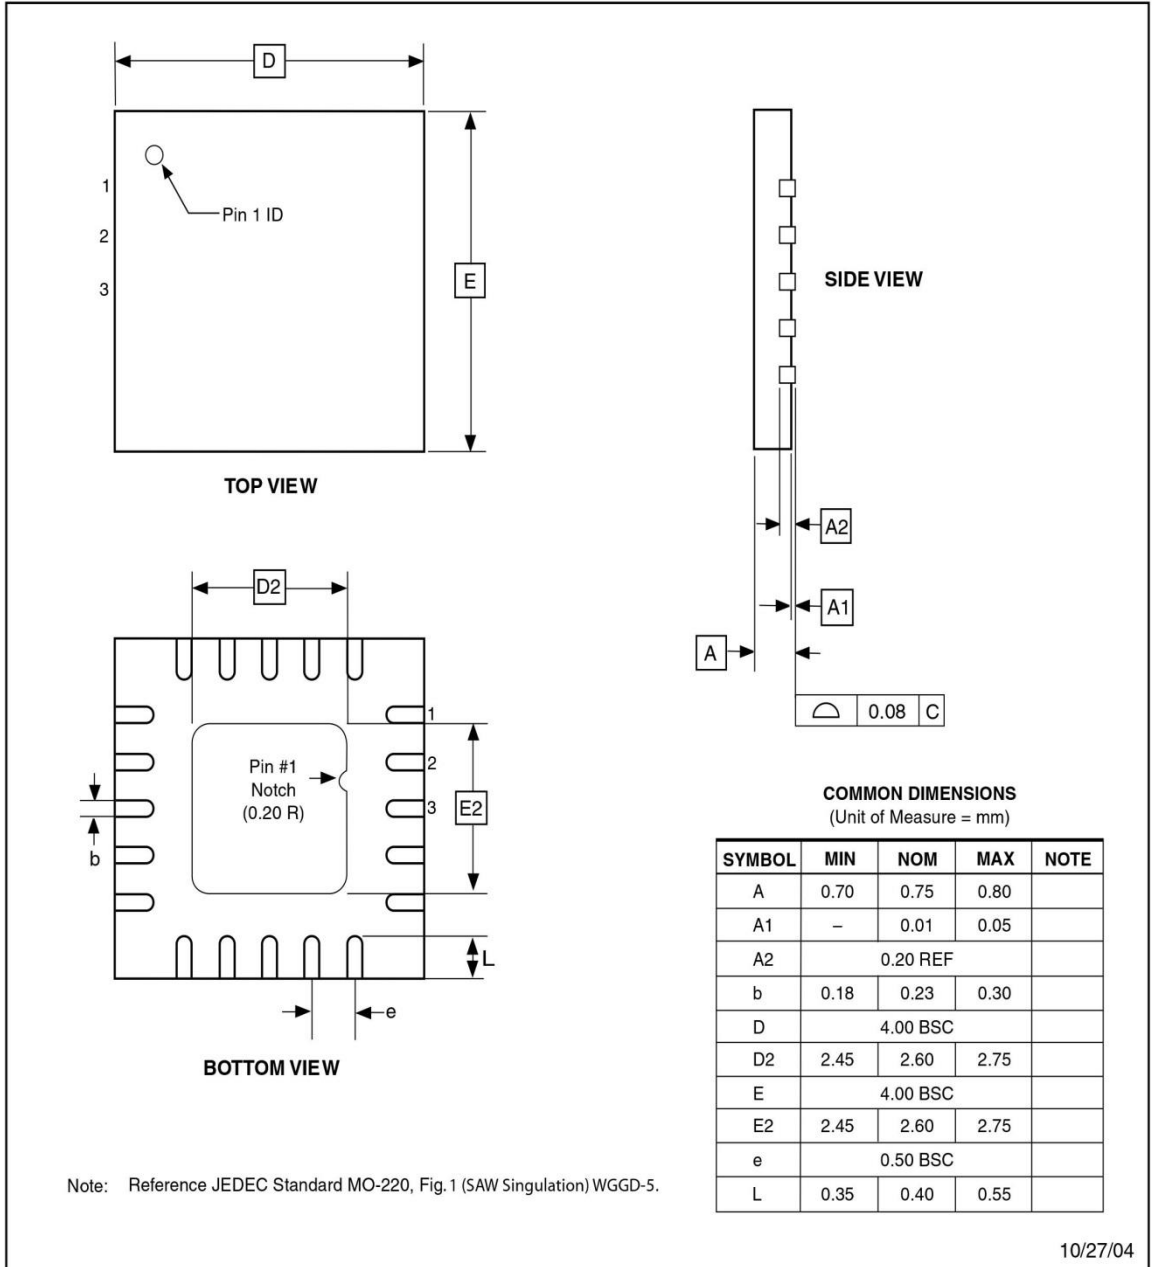 D
1
Pin 1 ID
2
3
E
SIDE VIEW
TOP VIEW
A2
A1
A
0.08 C
D2
1
Pin #1
Notch
(0.20 R)
2
3
E2
b
L
e
BOTTOM VIEW
COMMON DIMENSIONS
(Unit of Measure = mm)
SYMBOL MIN NOM MAX NOTE
A 0.70 0.75 0.80
A1 – 0.01 0.05
A2 0.20 REF
b 0.18 0.23 0.30
D 4.00 BSC
D2 2.45 2.60 2.75
E 4.00 BSC
E2 2.45 2.60 2.75
e 0.50 BSC
L 0.35 0.40 0.55
Note: Reference JEDEC Standard MO-220, Fig. 1 (SAW Singulation) WGGD-5.
10/27/04